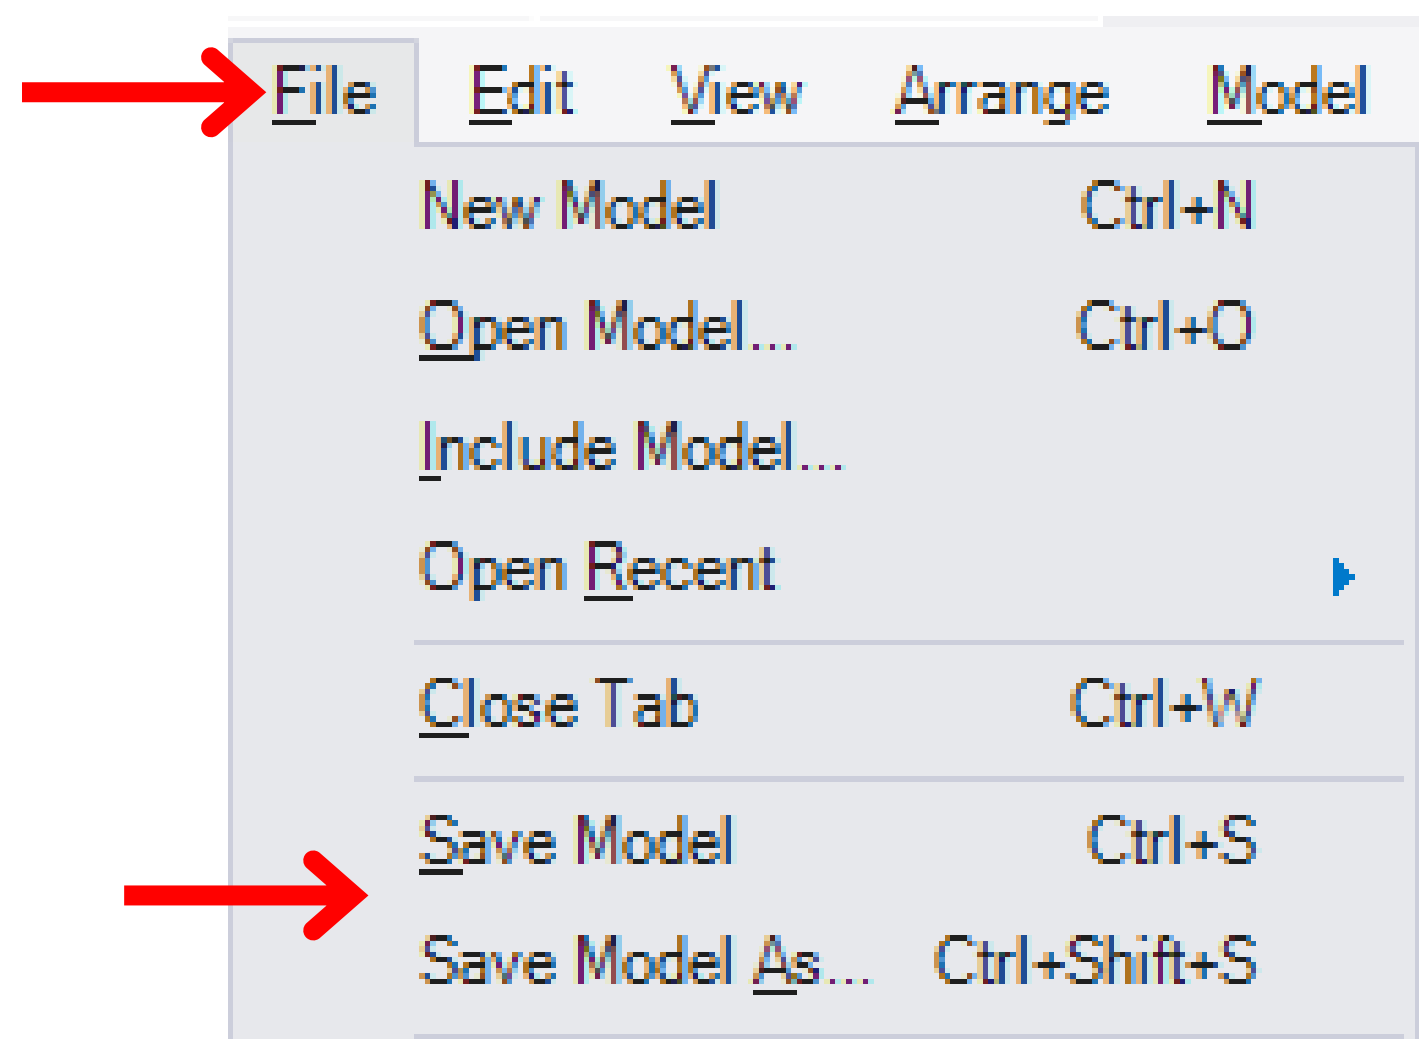 File Edit View Arrange Model
New Model Ctrl+N
Open Model... Ctrl+O
Include Model...
Open Recent
Close Tab Ctrl+W
Save Model Ctrl+S
Save Model As... Ctrl+Shift+S